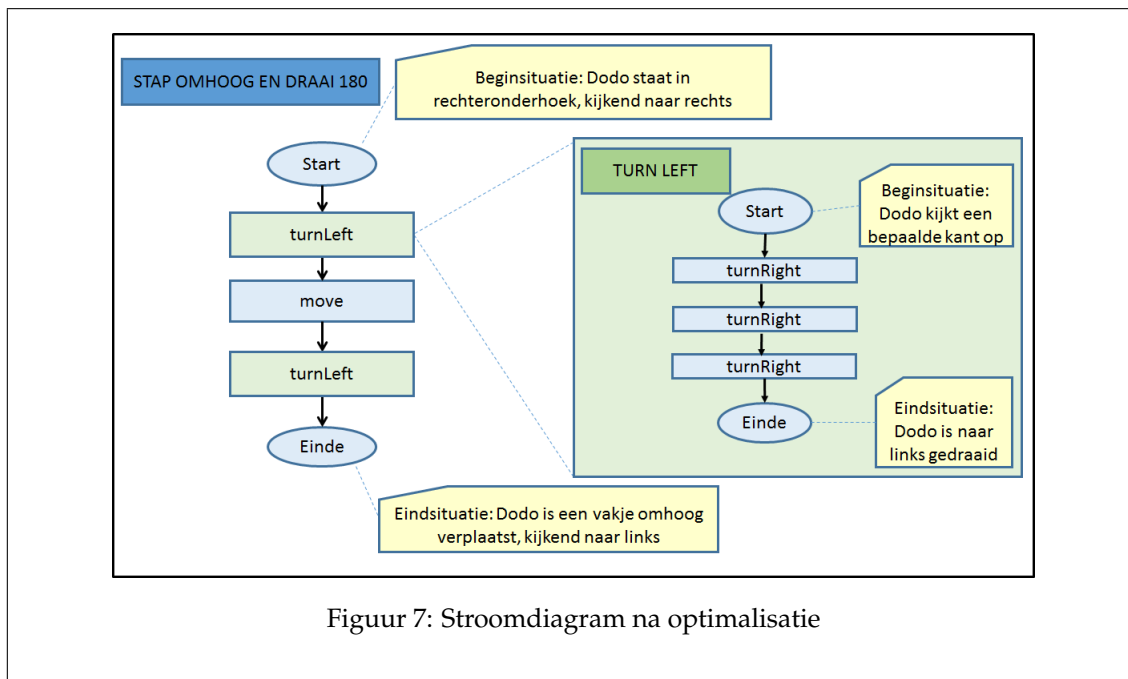 STAP OMHOOG EN DRAAI 180
Beginsituatie: Dodo staat in
rechteronderhoek, kijkend naar rechts
Start
turnLeft
move
turnLeft
Einde
Eindsituatie: Dodo is een vakje omhoog
verplaatst, kijkend naar links
TURN LEFT
Beginsituatie:
Dodo kijkt een
bepaalde kant op
Start
turnRight
turnRight
turnRight
Einde
Eindsituatie:
Dodo is naar
links gedraaid
Figuur 7: Stroomdiagram na optimalisatie